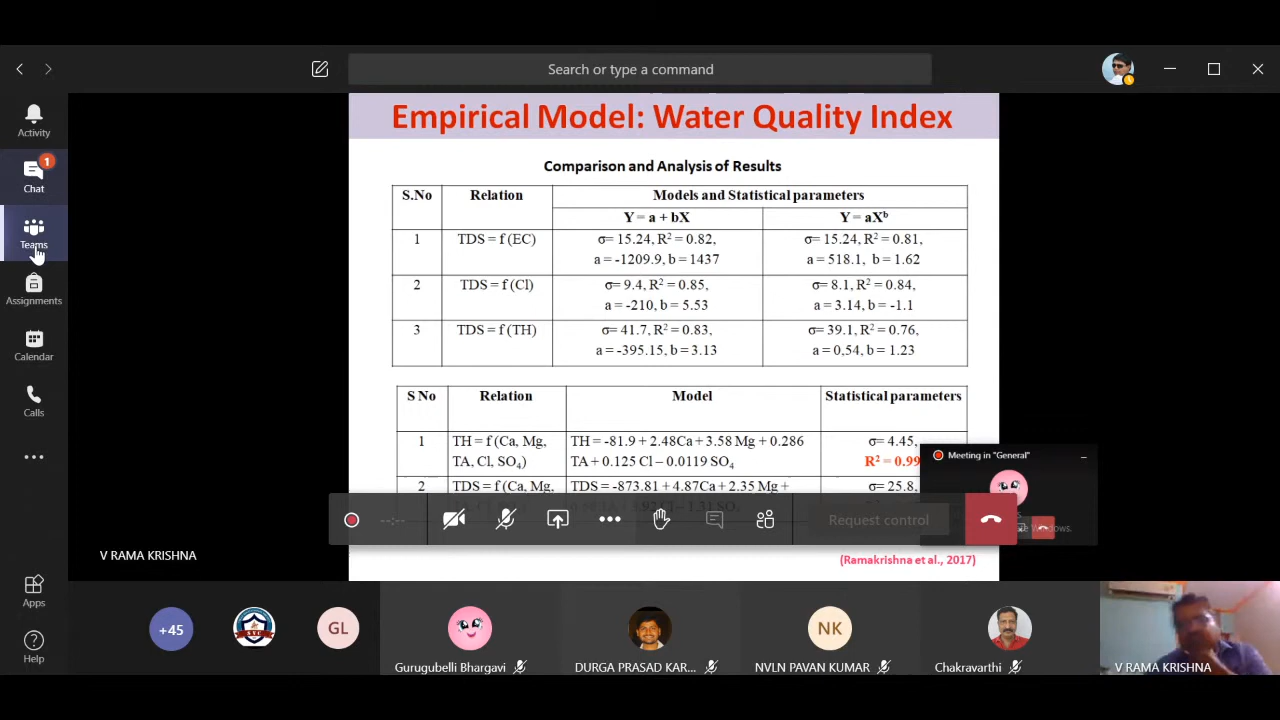 Search or type a command
Activity
1
Chat
Teams
Assignments
Calendar
Calls
Apps
Help
Empirical Model: Water Quality Index
Comparison and Analysis of Results
S.No Relation Models and Statistical parameters
Y = a + bX Y = aX^b
1 TDS = f (EC) σ= 15.24, R² = 0.82, σ= 15.24, R² = 0.81,
a = -1209.9, b = 1437 a = 518.1, b = 1.62
2 TDS = f (Cl) σ= 9.4, R² = 0.85, σ= 8.1, R² = 0.84,
a = -210, b = 5.53 a = 3.14, b = -1.1
3 TDS = f (TH) σ= 41.7, R² = 0.83, σ= 39.1, R² = 0.76,
a = -395.15, b = 3.13 a = 0,54, b = 1.23
S No Relation Model Statistical parameters
1 TH = f (Ca, Mg, TH = -81.9 + 2.48Ca + 3.58 Mg + 0.286 σ= 4.45,
TA, Cl, SO₄) TA + 0.125 Cl – 0.0119 SO₄ R² = 0.99
2 TDS = f (Ca, Mg, TDS = -873.81 + 4.87Ca + 2.35 Mg + σ= 25.8,
Meeting in "General"
Windows.
--:--
Request control
(Ramakrishna et al., 2017)
V RAMA KRISHNA
+45
SYC
GL
NK
Gurugubelli Bhargavi
DURGA PRASAD KAR...
NVLN PAVAN KUMAR
Chakravarthi
V RAMA KRISHNA